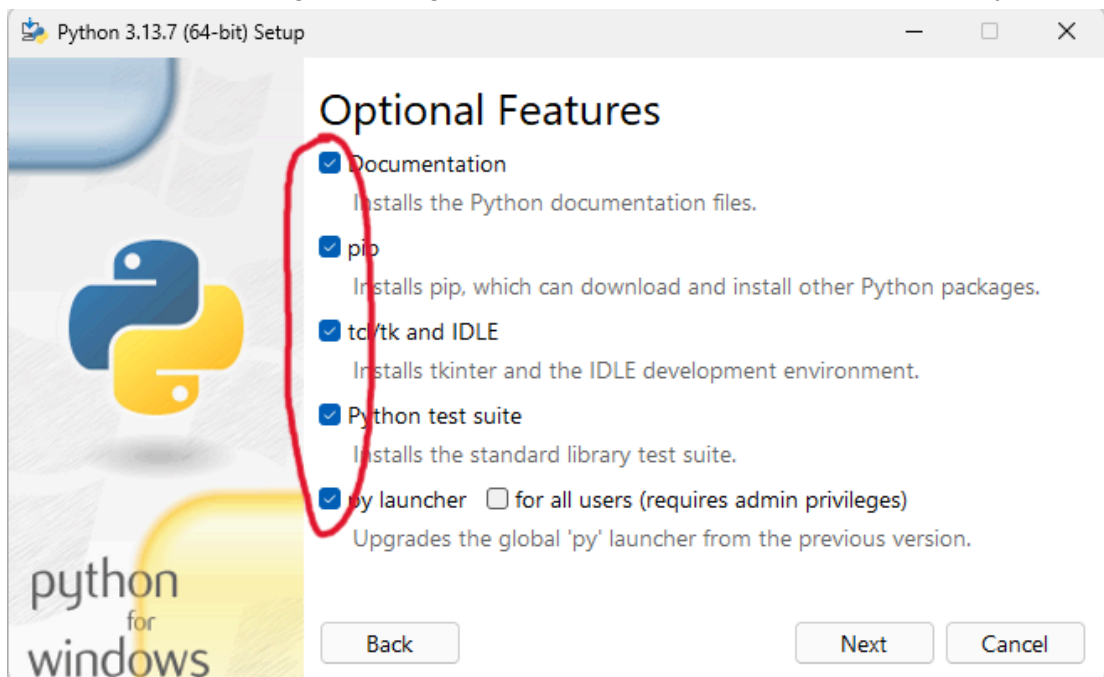 Python 3.13.7 (64-bit) Setup
Optional Features
Documentation
Installs the Python documentation files.
pip
Installs pip, which can download and install other Python packages.
tcl/tk and IDLE
Installs tkinter and the IDLE development environment.
Python test suite
Installs the standard library test suite.
py launcher for all users (requires admin privileges)
Upgrades the global 'py' launcher from the previous version.
python
for
windows
Back Next Cancel